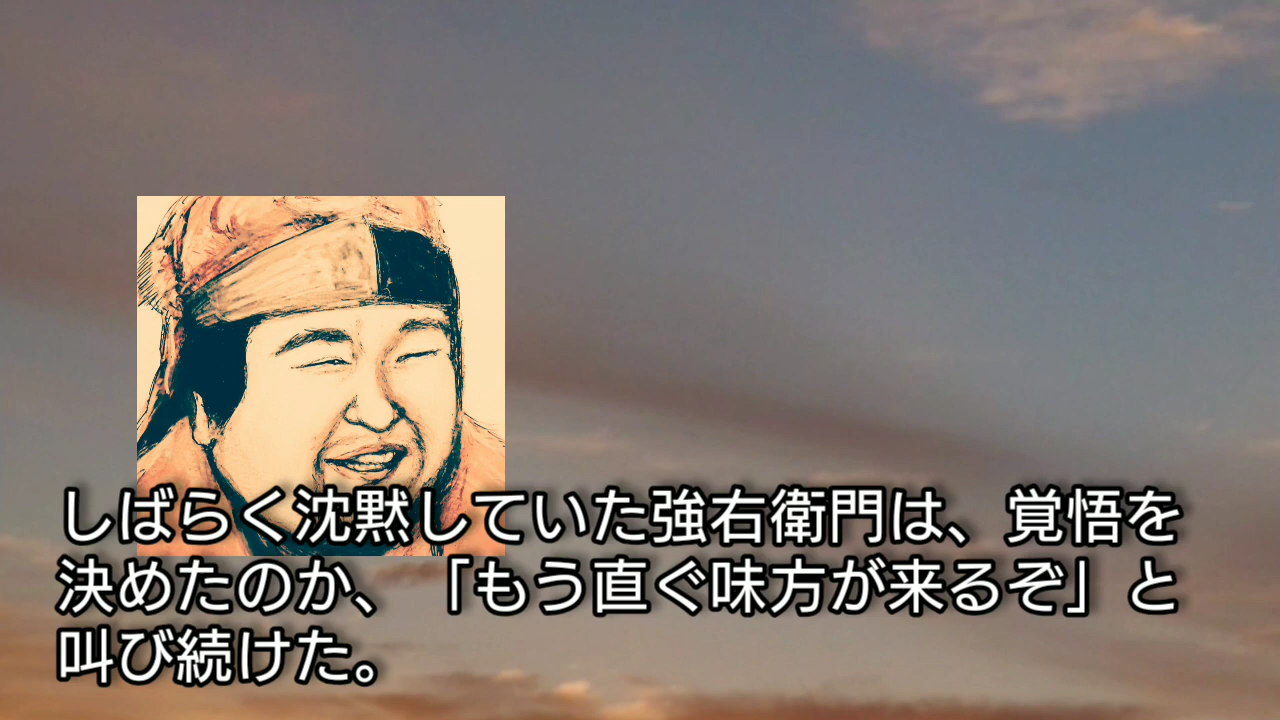 しばらく沈黙していた強右衛門は、覚悟を
決めたのか、「もう直ぐ味方が来るぞ」と
叫び続けた。